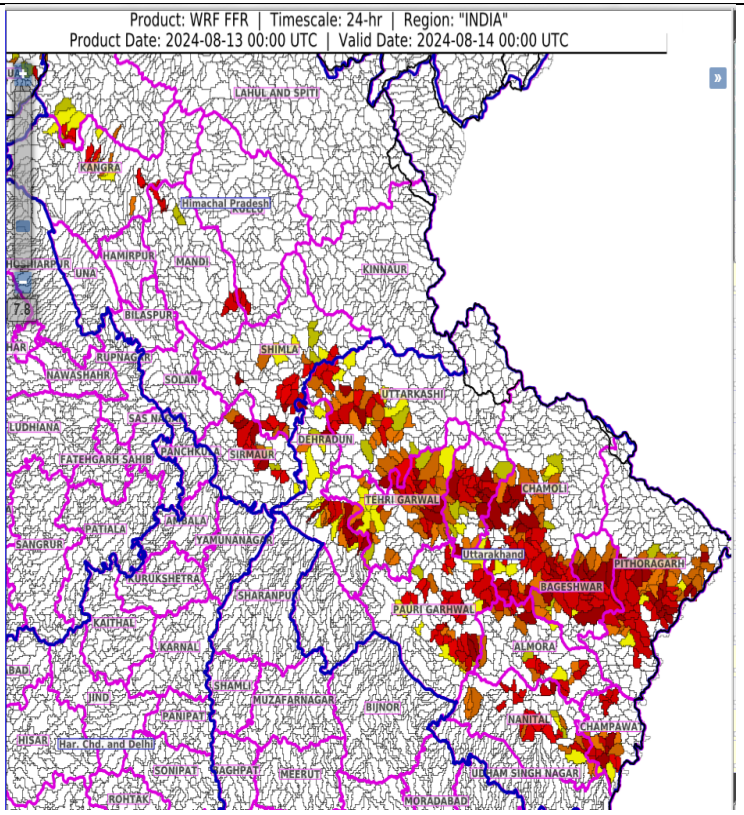 Product: WRF FFR | Timescale: 24-hr | Region: "INDIA"
Product Date: 2024-08-13 00:00 UTC | Valid Date: 2024-08-14 00:00 UTC
»
LAHUL AND SPITI
KANGRA
Himachal Pradesh
HAMIRPUR
MANDI
UNA
KINNAUR
7.8
BILASPUR
SHIMLA
RUPNAGAR
NAWASHAHR
SOLAN
UTTARKASHI
LUDHIANA
DEHRADUN
PANCHKULA
SIRMAUR
FATEHGARH SAHIB
CHAMOLI
TEHRI GARWAL
AMBALA
PATIALA
YAMUNANAGAR
SANGRUR
Uttarakhand
PITHORAGARH
KURUKSHETRA
BAGESHWAR
SHARANPUR
PAURI GARHWAL
KAITHAL
KARNAL
ALMORA
BAD
SHAMLI
JIND
MUZAFARNAGAR
BIJNOR
PANIPAT
NANITAL
CHAMPAWA
HISAR
Har. Chd. and Delhi
SONIPAT
BAGHPAT
MEERUT
UDHAM SINGH NAGAR
ROHTAK
MORADABAD